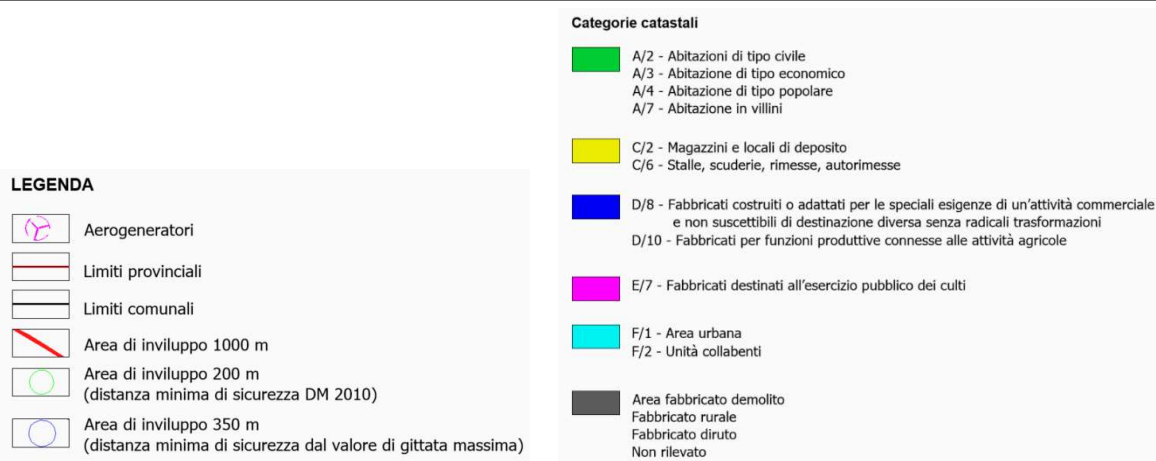 LEGENDA
Aerogeneratori
Limiti provinciali
Limiti comunali
Area di inviluppo 1000 m
Area di inviluppo 200 m
(distanza minima di sicurezza DM 2010)
Area di inviluppo 350 m
(distanza minima di sicurezza dal valore di gittata massima)
Categorie catastali
A/2 - Abitazioni di tipo civile
A/3 - Abitazione di tipo economico
A/4 - Abitazione di tipo popolare
A/7 - Abitazione in villini
C/2 - Magazzini e locali di deposito
C/6 - Stalle, scuderie, rimesse, autorimesse
D/8 - Fabbricati costruiti o adattati per le speciali esigenze di un'attività commerciale
e non suscettibili di destinazione diversa senza radicali trasformazioni
D/10 - Fabbricati per funzioni produttive connesse alle attività agricole
E/7 - Fabbricati destinati all'esercizio pubblico dei culti
F/1 - Area urbana
F/2 - Unità collabenti
Area fabbricato demolito
Fabbricato rurale
Fabbricato diruto
Non rilevato